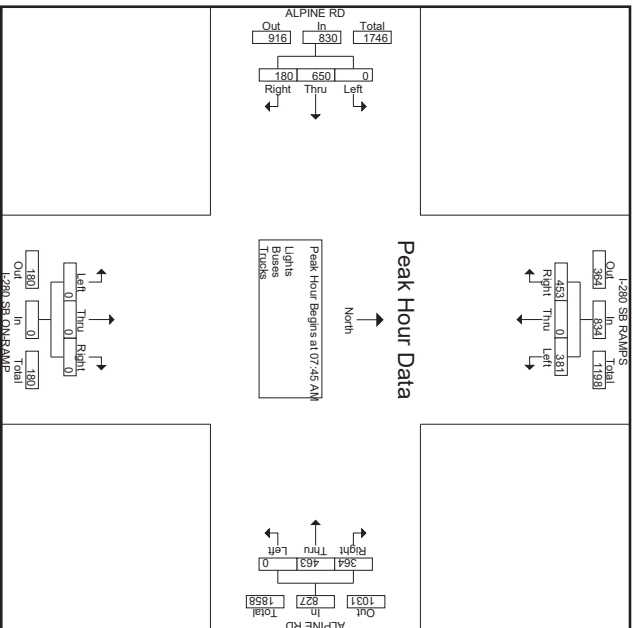 ALPINE RD
Out In Total
916 830 1746
180 650 0
Right Thru Left
I-280 SB RAMPS
Out In Total
364 834 1198
453 0 381
Right Thru Left
Peak Hour Data
North
Peak Hour Begins at 07:45 AM
Lights
Buses
Trucks
Left Thru Right
0 0 0
Out In Total
180 0 180
I-280 SB ON-RAMP
Left Thru Right
0 463 364
Out In Total
1031 827 1858
ALPINE RD